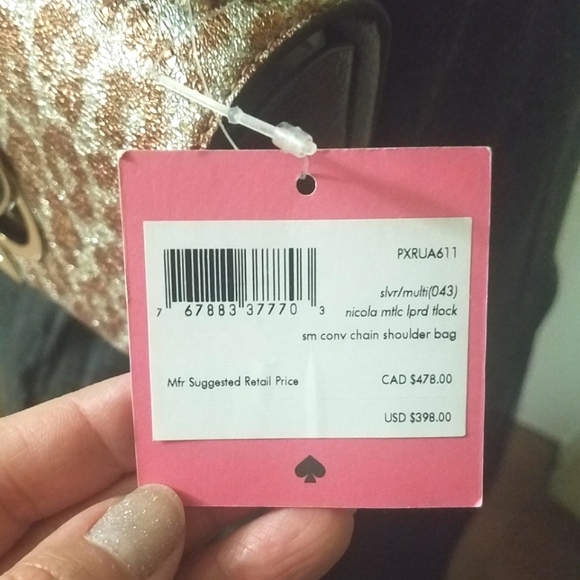 PXRUA611
slvr/multi(043)
nicola mtlc lprd tlock
sm conv chain shoulder bag
7 67883 37770 3
Mfr Suggested Retail Price CAD $478.00
USD $398.00